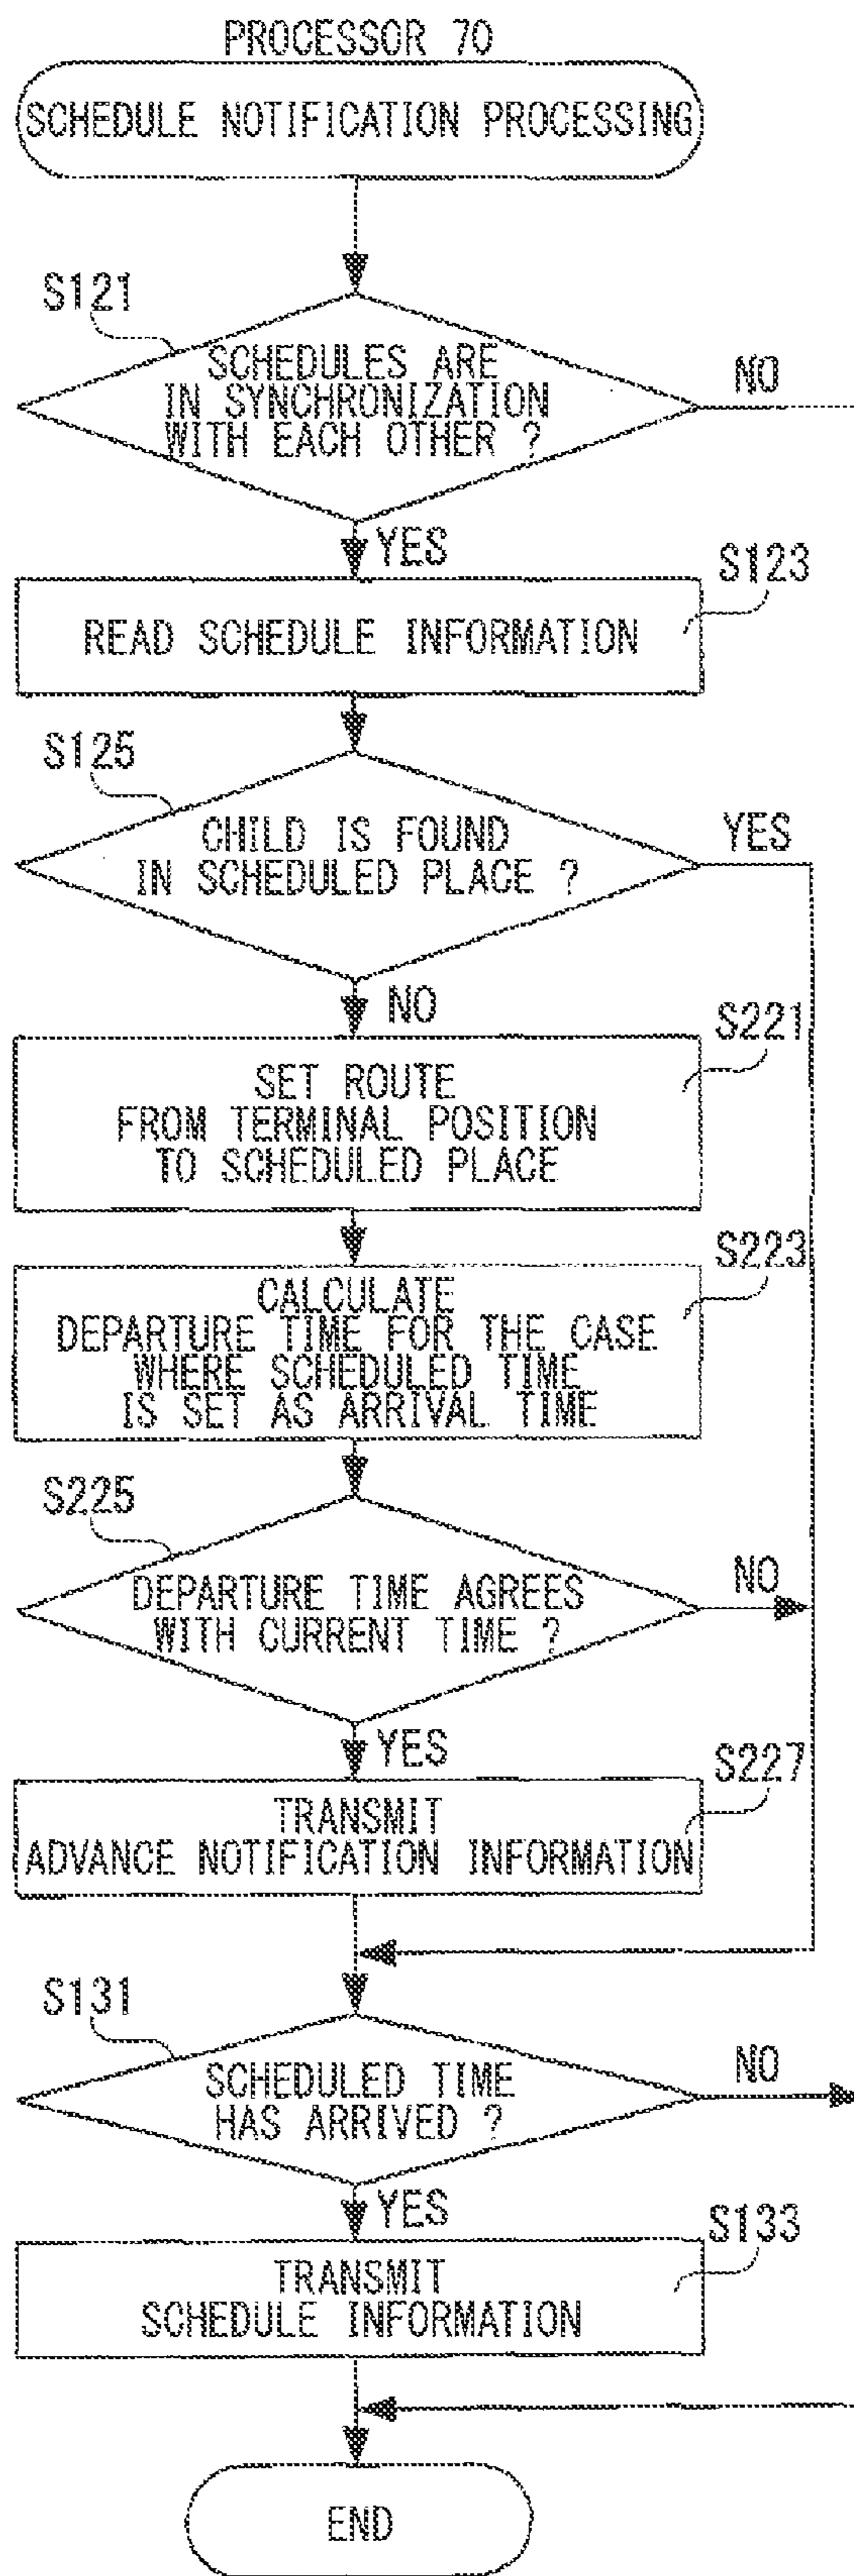 PROCESSOR 70
SCHEDULE NOTIFICATION PROCESSING
S121
SCHEDULES ARE
IN SYNCHRONIZATION
WITH EACH OTHER ?
NO
YES
S123
READ SCHEDULE INFORMATION
S125
CHILD IS FOUND
IN SCHEDULED PLACE ?
YES
NO
S221
SET ROUTE
FROM TERMINAL POSITION
TO SCHEDULED PLACE
S223
CALCULATE
DEPARTURE TIME FOR THE CASE
WHERE SCHEDULED TIME
IS SET AS ARRIVAL TIME
S225
DEPARTURE TIME AGREES
WITH CURRENT TIME ?
NO
YES
S227
TRANSMIT
ADVANCE NOTIFICATION INFORMATION
S131
SCHEDULED TIME
HAS ARRIVED ?
NO
YES
S133
TRANSMIT
SCHEDULE INFORMATION
END